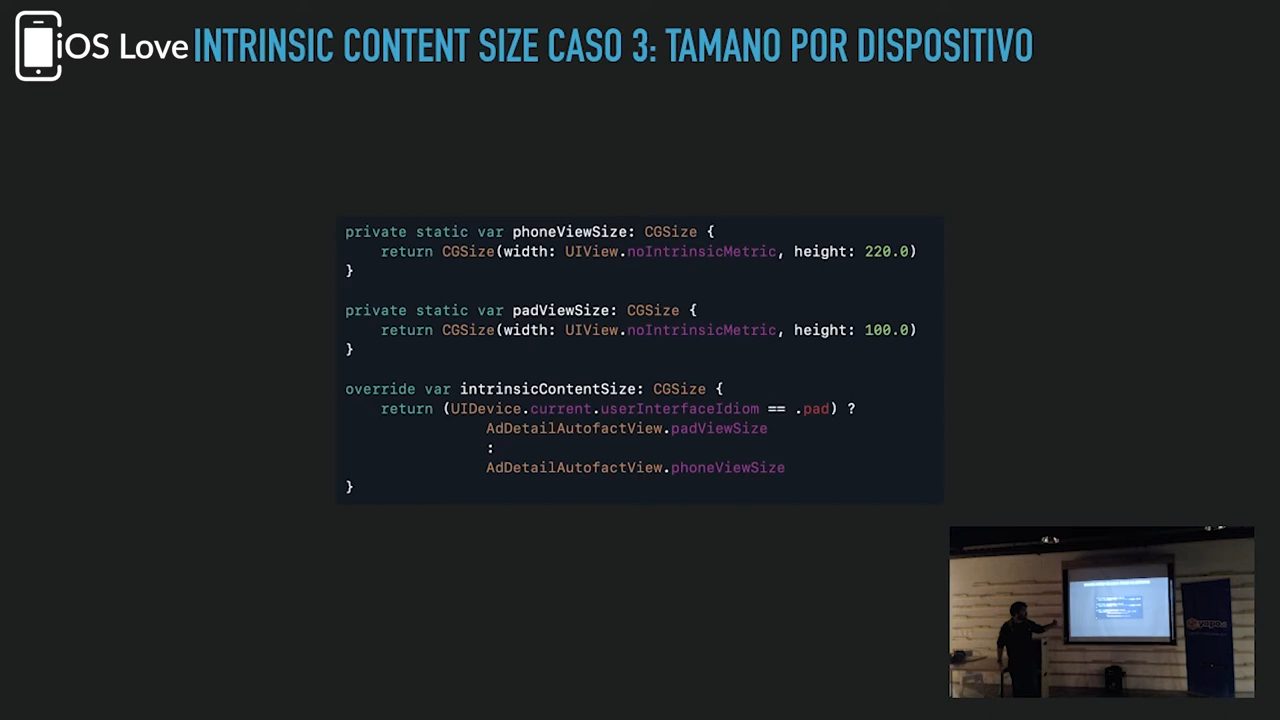 iOS Love
INTRINSIC CONTENT SIZE CASO 3: TAMANO POR DISPOSITIVO
private static var phoneViewSize: CGSize {
    return CGSize(width: UIView.noIntrinsicMetric, height: 220.0)
}
private static var padViewSize: CGSize {
    return CGSize(width: UIView.noIntrinsicMetric, height: 100.0)
}
override var intrinsicContentSize: CGSize {
    return (UIDevice.current.userInterfaceIdiom == .pad) ?
                AdDetailAutofactView.padViewSize
                :
                AdDetailAutofactView.phoneViewSize
}